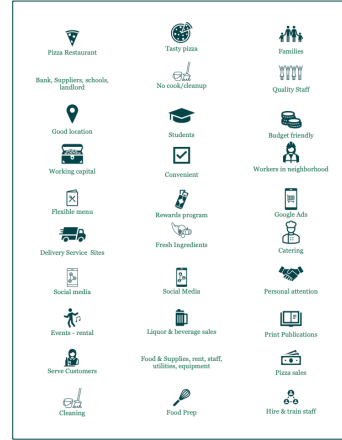 Pizza Restaurant
Tasty pizza
Families
Bank, Suppliers, schools,
landlord
No cook/cleanup
Quality Staff
Good location
Students
Budget friendly
Working capital
Convenient
Workers in neighborhood
Flexible menu
Rewards program
Google Ads
Delivery Service Sites
Fresh Ingredients
Catering
Social media
Social Media
Personal attention
Events - rental
Liquor & beverage sales
Print Publications
Serve Customers
Food & Supplies, rent, staff,
utilities, equipment
Pizza sales
Cleaning
Food Prep
Hire & train staff